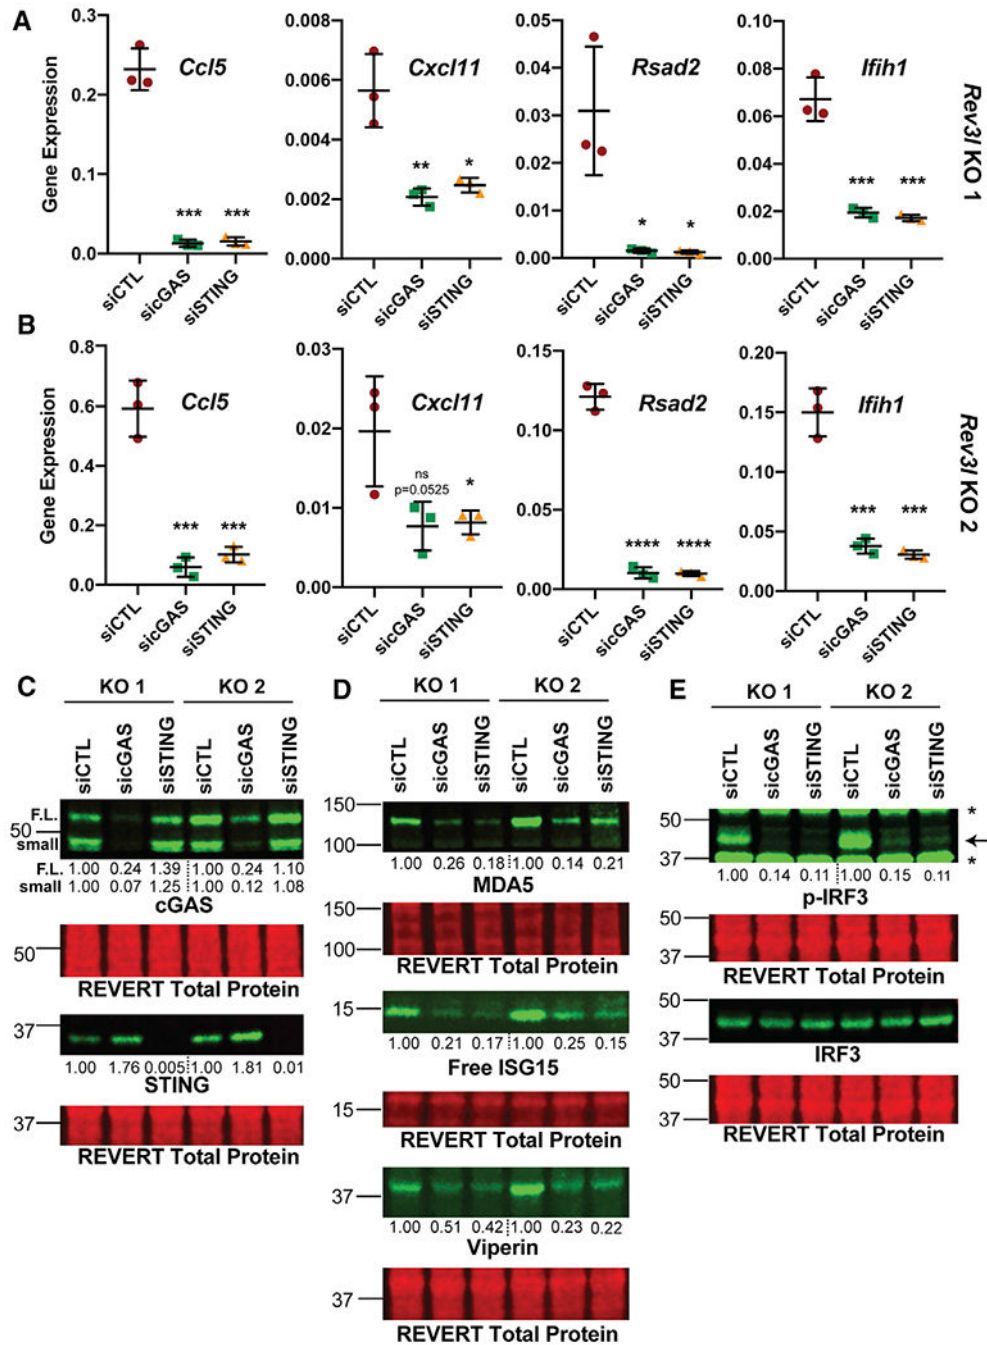 A
Gene Expression
0.3
0.2
0.1
0.0
Ccl5
*** ***
siCTL
sicGAS
siSTING
0.008
0.006
0.004
0.002
0.000
Cxcl11
** *
siCTL
sicGAS
siSTING
0.05
0.04
0.03
0.02
0.01
0.00
Rsad2
* *
siCTL
sicGAS
siSTING
0.10
0.08
0.06
0.04
0.02
0.00
Ifih1
*** ***
siCTL
sicGAS
siSTING
Rev3l KO 1
B
Gene Expression
0.8
0.6
0.4
0.2
0.0
Ccl5
*** ***
siCTL
sicGAS
siSTING
0.03
0.02
0.01
0.00
Cxcl11
ns
p=0.0525
*
siCTL
sicGAS
siSTING
0.15
0.10
0.05
0.00
Rsad2
**** ****
siCTL
sicGAS
siSTING
0.20
0.15
0.10
0.05
0.00
Ifih1
*** ***
siCTL
sicGAS
siSTING
Rev3l KO 2
C
KO 1 KO 2
siCTL sicGAS siSTING siCTL sicGAS siSTING
F.L.
50
small
F.L. 1.00 0.24 1.39 1.00 0.24 1.10
small 1.00 0.07 1.25 1.00 0.12 1.08
cGAS
50
REVERT Total Protein
37
1.00 1.76 0.005 1.00 1.81 0.01
STING
37
REVERT Total Protein
D
KO 1 KO 2
siCTL sicGAS siSTING siCTL sicGAS siSTING
150
100
1.00 0.26 0.18 1.00 0.14 0.21
MDA5
150
100
REVERT Total Protein
15
1.00 0.21 0.17 1.00 0.25 0.15
Free ISG15
15
REVERT Total Protein
37
1.00 0.51 0.42 1.00 0.23 0.22
Viperin
37
REVERT Total Protein
E
KO 1 KO 2
siCTL sicGAS siSTING siCTL sicGAS siSTING
50
37
*
*
1.00 0.14 0.11 1.00 0.15 0.11
p-IRF3
50
37
REVERT Total Protein
50
37
IRF3
50
37
REVERT Total Protein